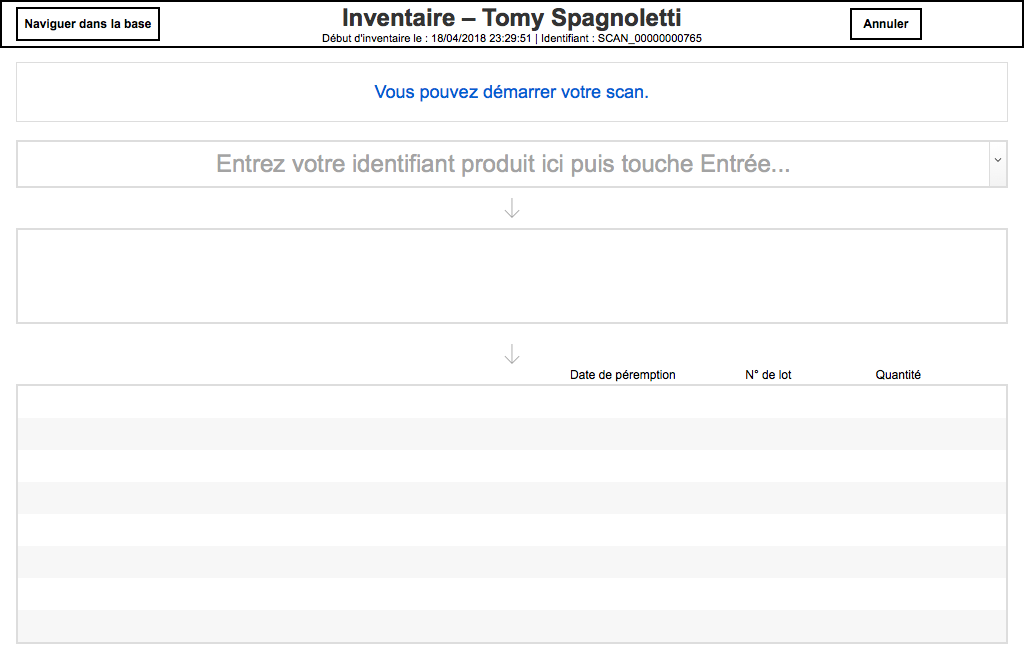 Naviguer dans la base
Inventaire – Tomy Spagnoletti
Annuler
Début d'inventaire le : 18/04/2018 23:29:51 | Identifiant : SCAN_00000000765
Vous pouvez démarrer votre scan.
Entrez votre identifiant produit ici puis touche Entrée...
Date de péremption N° de lot Quantité